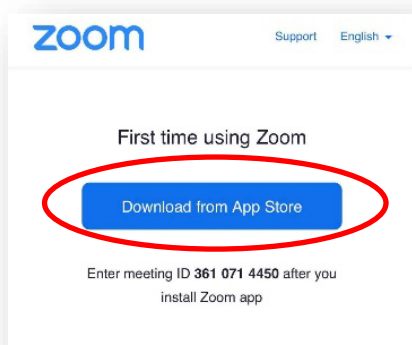 zoom Support English
First time using Zoom
Download from App Store
Enter meeting ID 361 071 4450 after you
install Zoom app